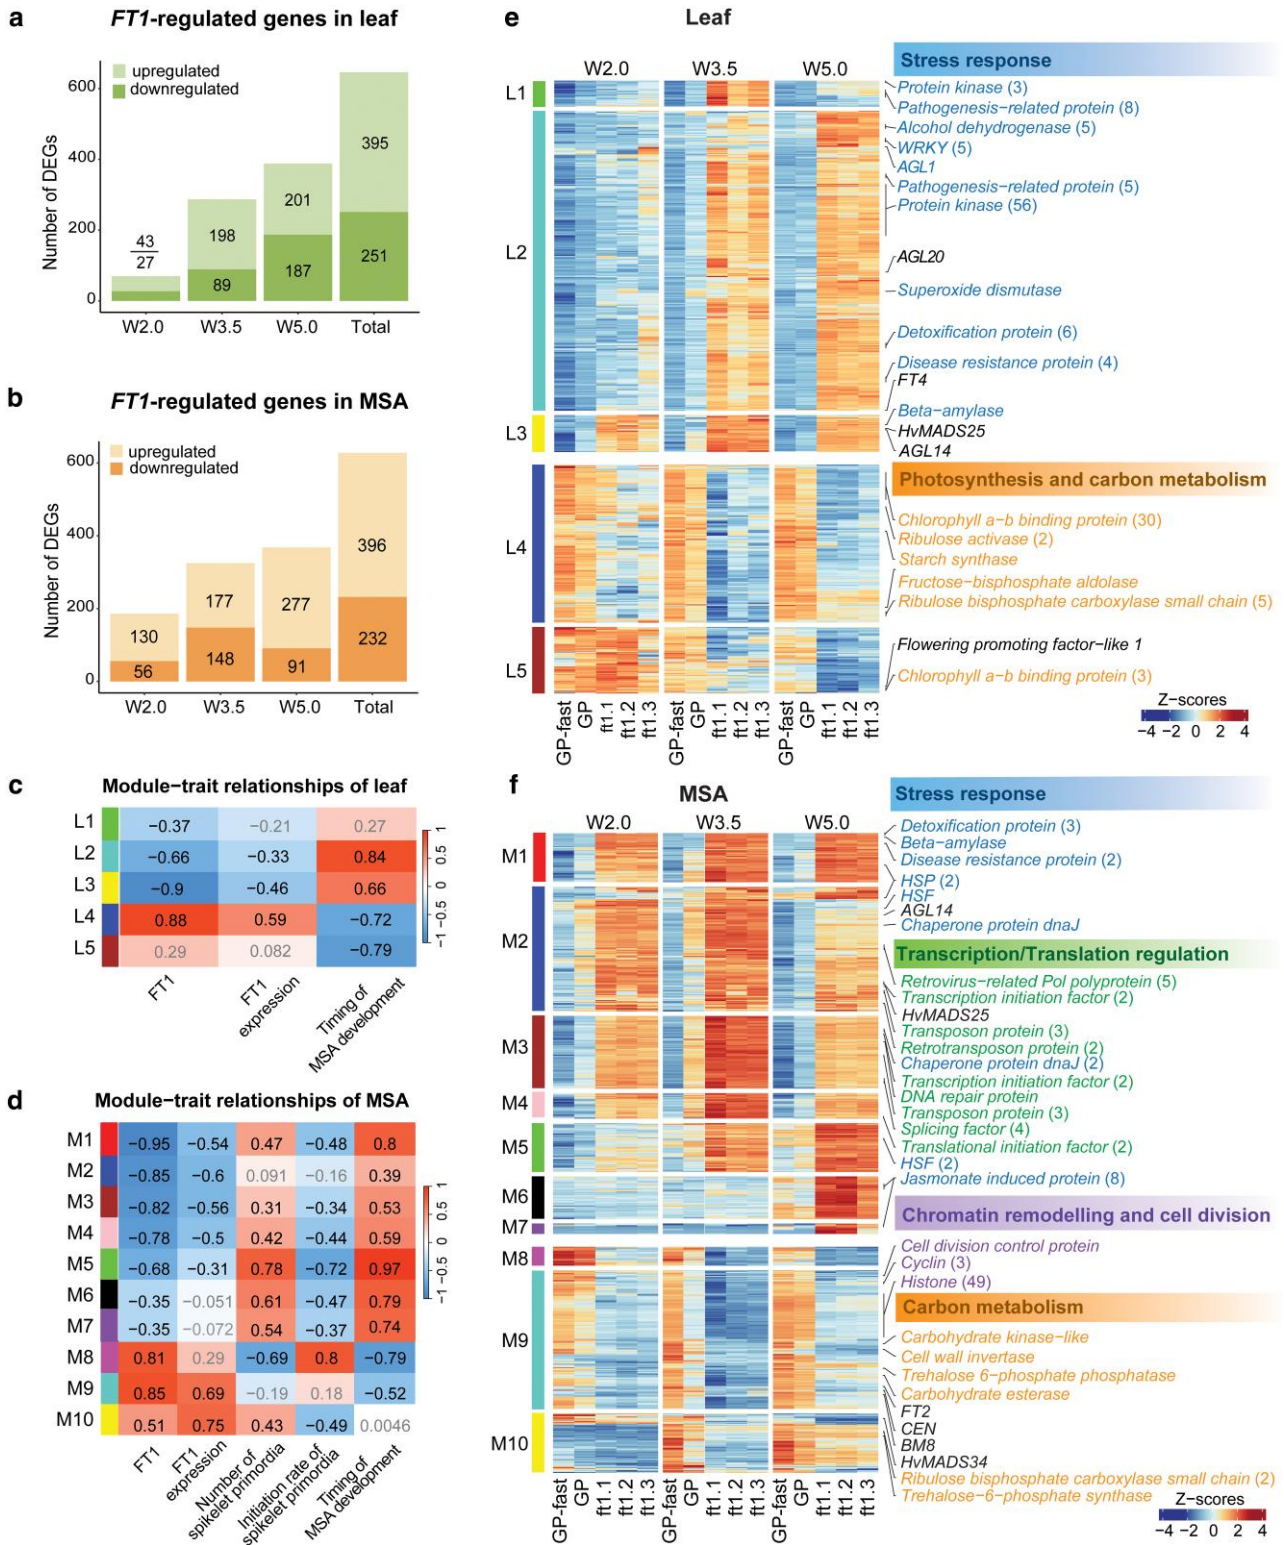 a
FT1-regulated genes in leaf
upregulated
downregulated
Number of DEGs
600
400
200
0
43
27
198
89
201
187
395
251
W2.0 W3.5 W5.0 Total
b
FT1-regulated genes in MSA
upregulated
downregulated
Number of DEGs
600
400
200
0
130
56
177
148
277
91
396
232
W2.0 W3.5 W5.0 Total
c
Module−trait relationships of leaf
L1 −0.37 −0.21 0.27
L2 −0.66 −0.33 0.84
L3 −0.9 −0.46 0.66
L4 0.88 0.59 −0.72
L5 0.29 0.082 −0.79
FT1
FT1
expression
Timing of
MSA development
−1 −0.5 0 0.5 1
d
Module−trait relationships of MSA
M1 −0.95 −0.54 0.47 −0.48 0.8
M2 −0.85 −0.6 0.091 −0.16 0.39
M3 −0.82 −0.56 0.31 −0.34 0.53
M4 −0.78 −0.5 0.42 −0.44 0.59
M5 −0.68 −0.31 0.78 −0.72 0.97
M6 −0.35 −0.051 0.61 −0.47 0.79
M7 −0.35 −0.072 0.54 −0.37 0.74
M8 0.81 0.29 −0.69 0.8 −0.79
M9 0.85 0.69 −0.19 0.18 −0.52
M10 0.51 0.75 0.43 −0.49 0.0046
FT1
FT1
expression
Number of
spikelet primordia
Initiation rate of
spikelet primordia
Timing of
MSA development
−1 −0.5 0 0.5 1
e
Leaf
W2.0 W3.5 W5.0
L1
L2
L3
L4
L5
GP-fast GP ft1.1 ft1.2 ft1.3 GP-fast GP ft1.1 ft1.2 ft1.3 GP-fast GP ft1.1 ft1.2 ft1.3
Stress response
Protein kinase (3)
Pathogenesis−related protein (8)
Alcohol dehydrogenase (5)
WRKY (5)
AGL1
Pathogenesis−related protein (5)
Protein kinase (56)
AGL20
Superoxide dismutase
Detoxification protein (6)
Disease resistance protein (4)
FT4
Beta−amylase
HvMADS25
AGL14
Photosynthesis and carbon metabolism
Chlorophyll a−b binding protein (30)
Ribulose activase (2)
Starch synthase
Fructose−bisphosphate aldolase
Ribulose bisphosphate carboxylase small chain (5)
Flowering promoting factor−like 1
Chlorophyll a−b binding protein (3)
Z−scores
−4 −2 0 2 4
f
MSA
W2.0 W3.5 W5.0
M1
M2
M3
M4
M5
M6
M7
M8
M9
M10
GP-fast GP ft1.1 ft1.2 ft1.3 GP-fast GP ft1.1 ft1.2 ft1.3 GP-fast GP ft1.1 ft1.2 ft1.3
Stress response
Detoxification protein (3)
Beta−amylase
Disease resistance protein (2)
HSP (2)
HSF
AGL14
Chaperone protein dnaJ
Transcription/Translation regulation
Retrovirus−related Pol polyprotein (5)
Transcription initiation factor (2)
HvMADS25
Transposon protein (3)
Retrotransposon protein (2)
Chaperone protein dnaJ (2)
Transcription initiation factor (2)
DNA repair protein
Transposon protein (3)
Splicing factor (4)
Translational initiation factor (2)
HSF (2)
Jasmonate induced protein (8)
Chromatin remodelling and cell division
Cell division control protein
Cyclin (3)
Histone (49)
Carbon metabolism
Carbohydrate kinase−like
Cell wall invertase
Trehalose 6−phosphate phosphatase
Carbohydrate esterase
FT2
CEN
BM8
HvMADS34
Ribulose bisphosphate carboxylase small chain (2)
Trehalose−6−phosphate synthase
Z−scores
−4 −2 0 2 4